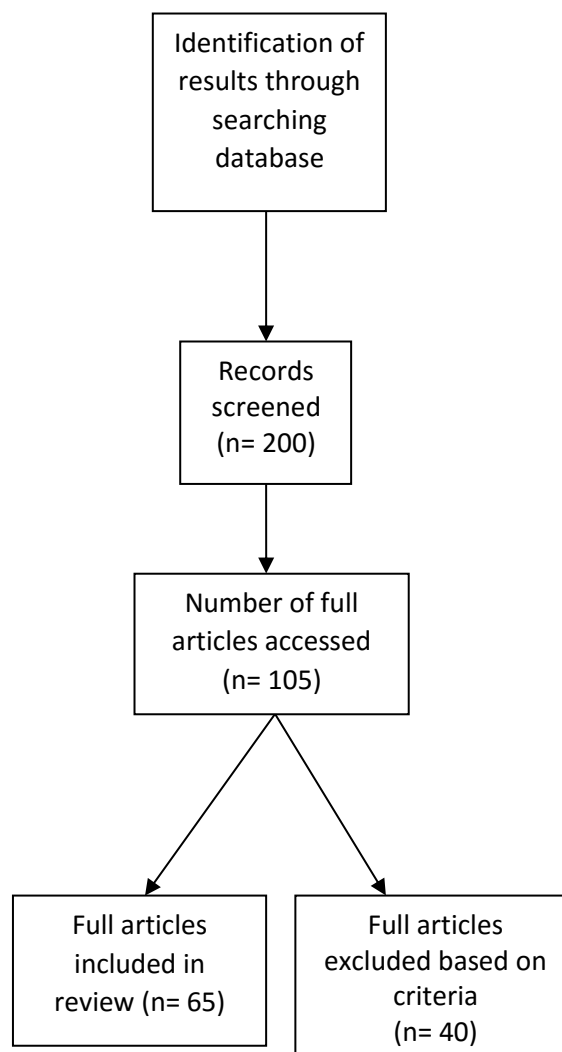 Identification of
results through
searching
database
Records
screened
(n= 200)
Number of full
articles accessed
(n= 105)
Full articles
included in
review (n= 65)
Full articles
excluded based on
criteria
(n= 40)